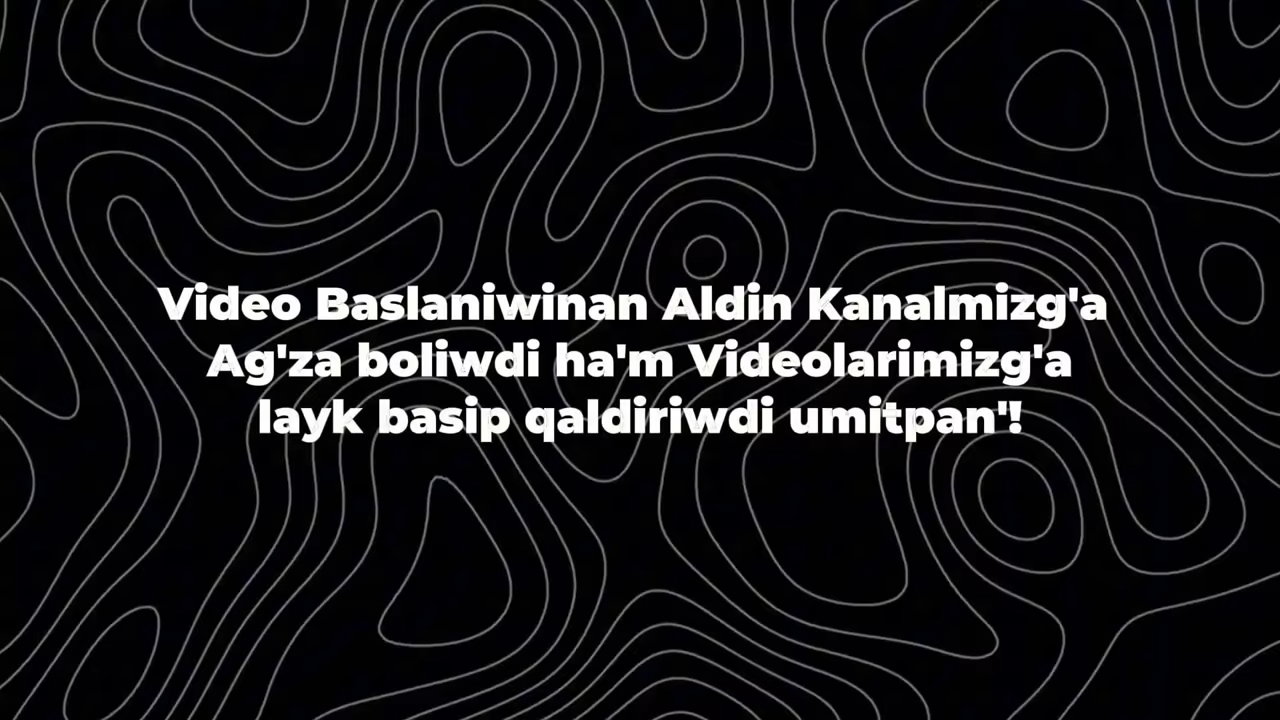 Video Baslaniwinan Aldin Kanalmizg'a
Ag'za boliwdi ha'm Videolarimizg'a
layk basip qaldiriwdi umitpan'!